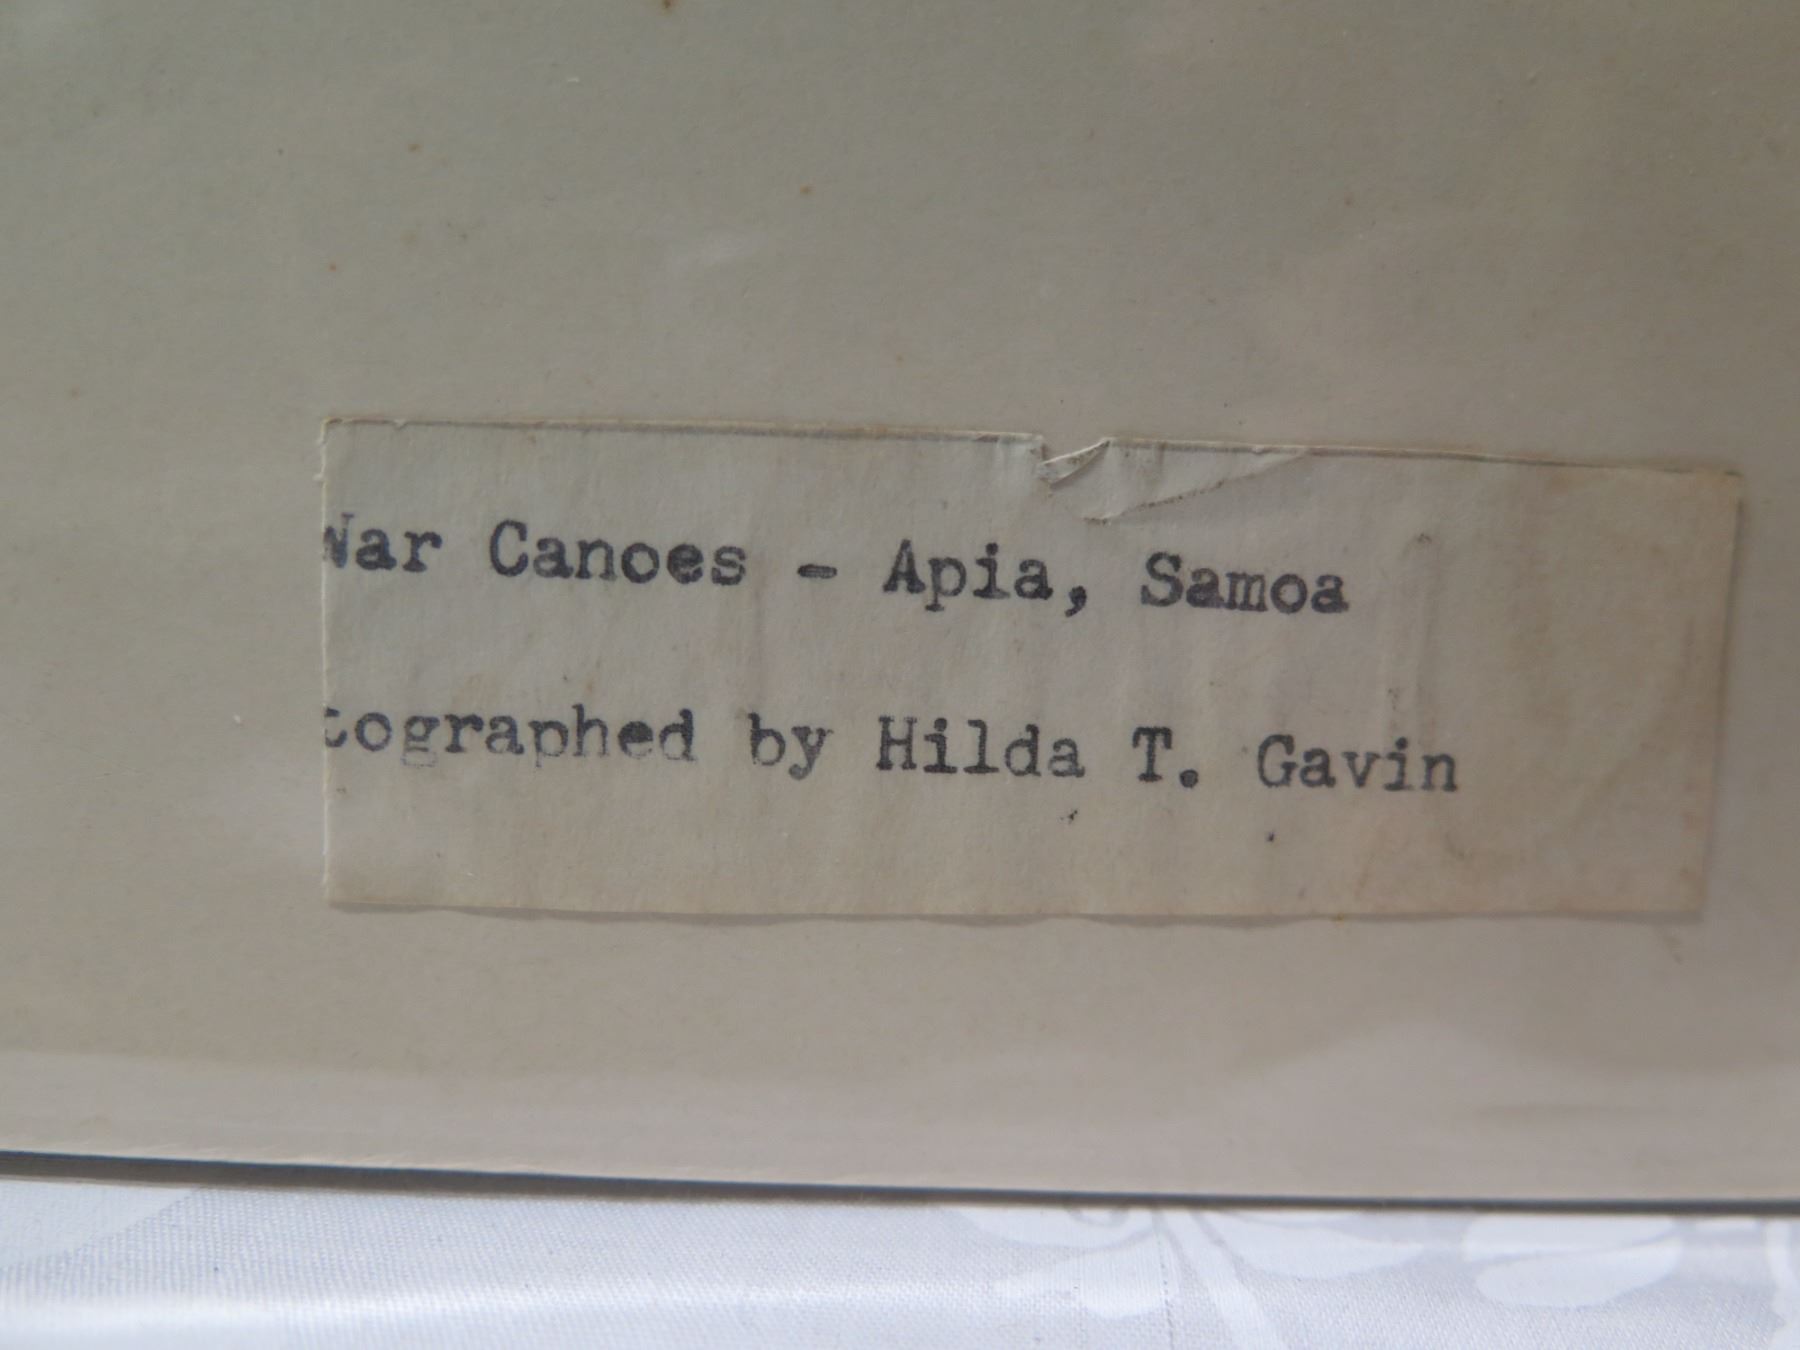 War Canoes - Apia, Samoa
tographed by Hilda T. Gavin